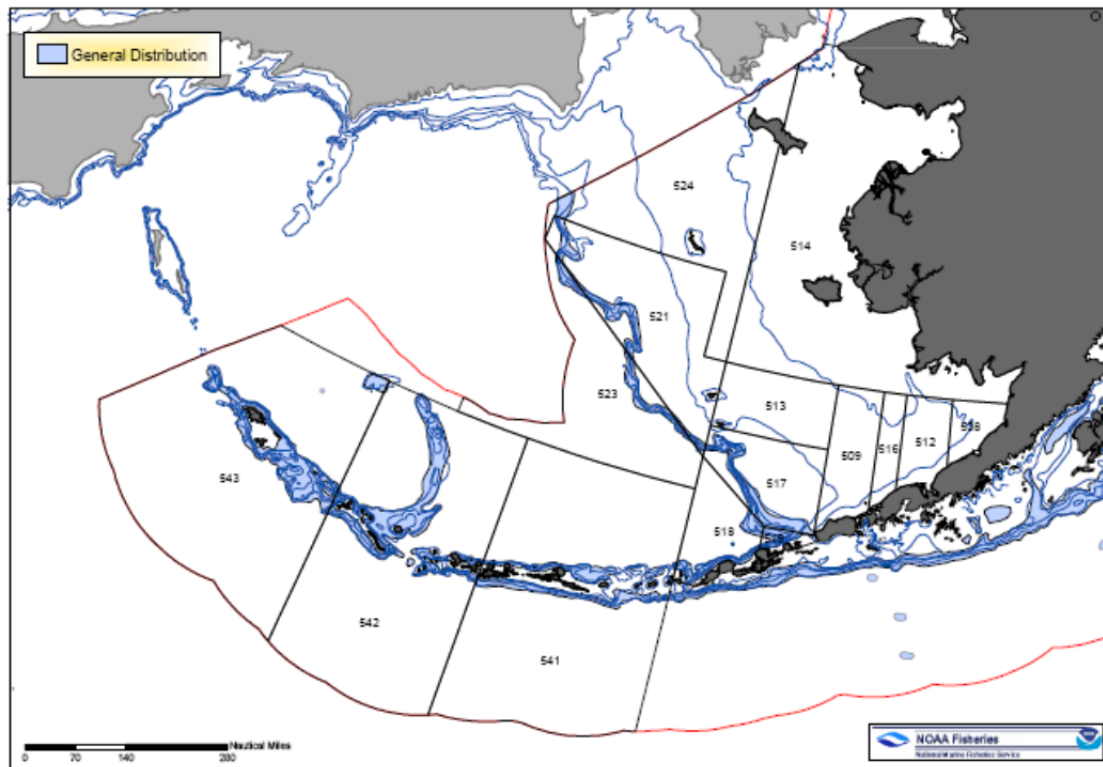 General Distribution
524
514
521
523
513
509
516
512
508
517
543
518
542
541
Nautical Miles
0 70 140 280
NOAA Fisheries
National Marine Fisheries Service